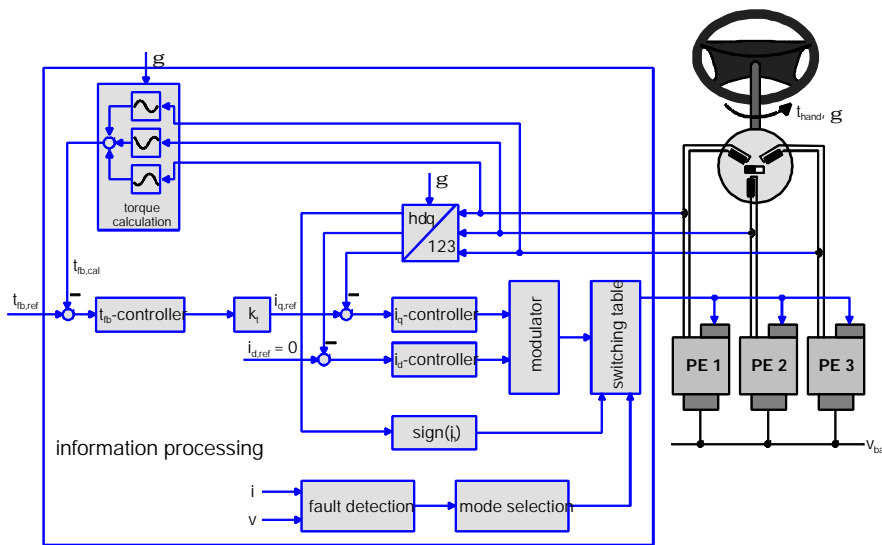 g
t_hand, g
torque
calculation
g
hdq
123
t_fb,cal
t_fb,ref
t_fb-controller
k_t
i_q,ref
i_q-controller
i_d,ref = 0
i_d-controller
modulator
switching table
PE 1
PE 2
PE 3
sign(i_h)
information processing
v_ba
i
v
fault detection
mode selection